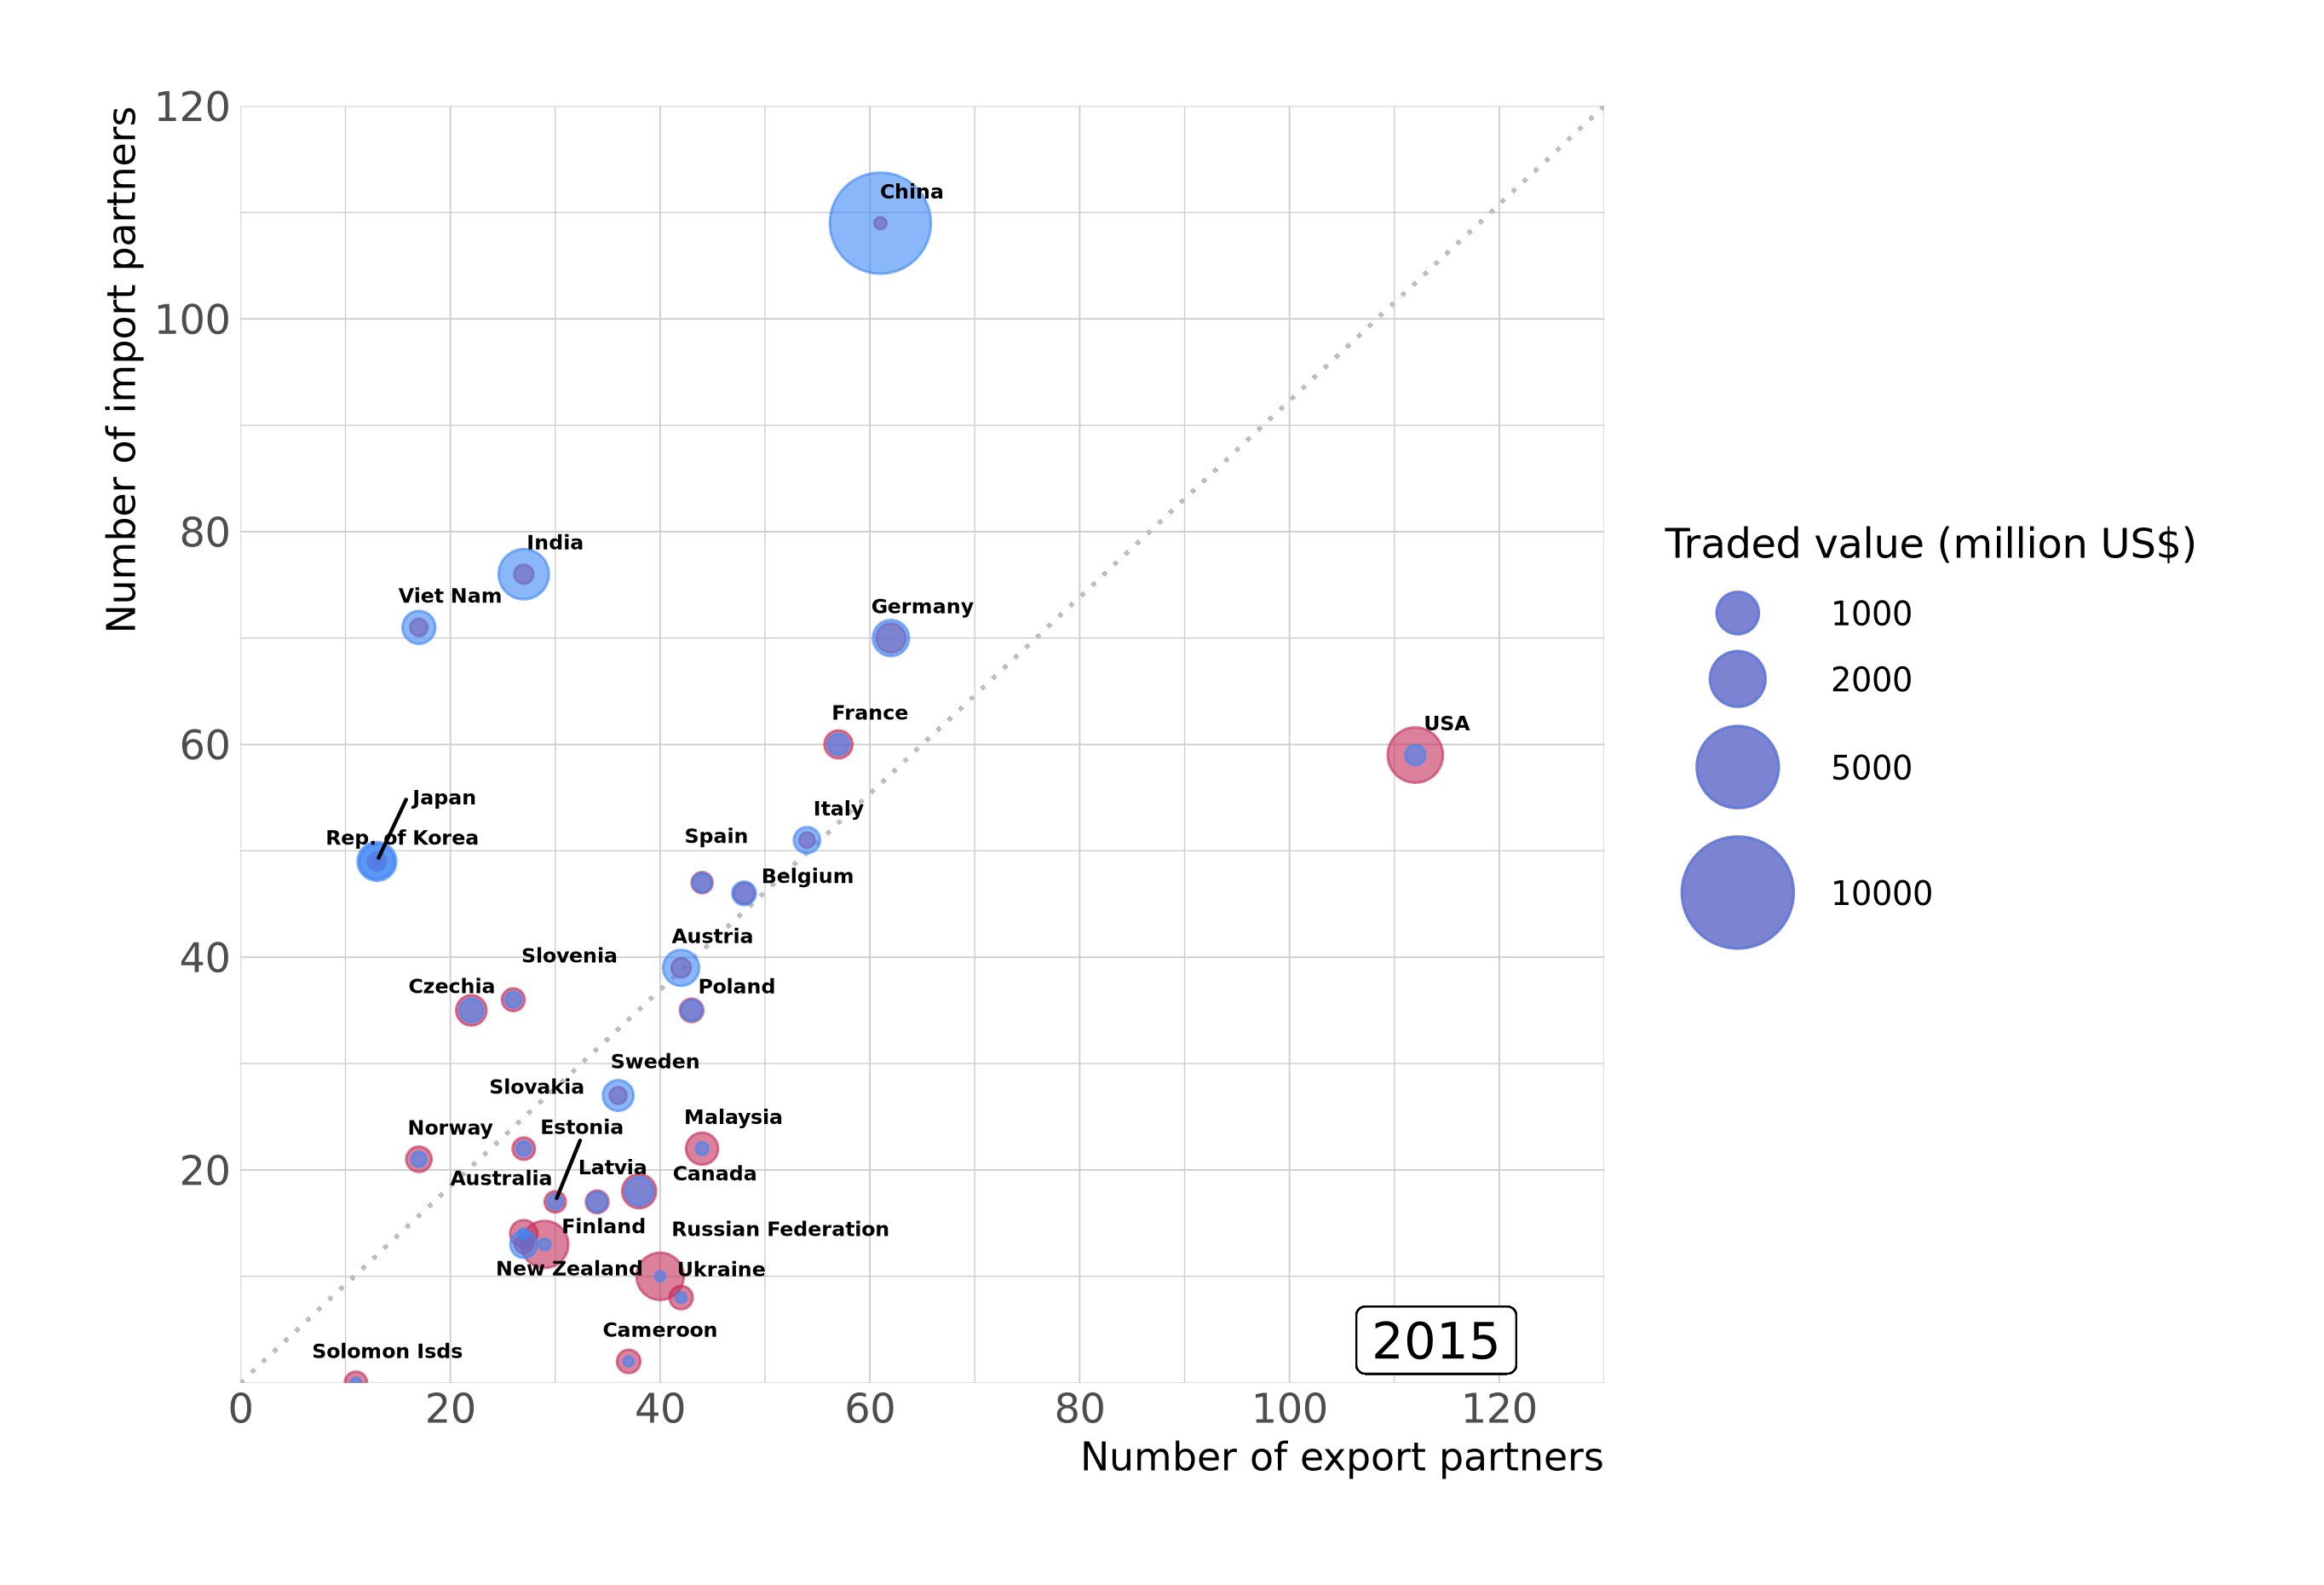 Number of import partners
120
100
80
60
40
20
China
India
Viet Nam
Germany
France
USA
Japan
Italy
Rep. of Korea
Spain
Belgium
Austria
Slovenia
Czechia
Poland
Sweden
Slovakia
Malaysia
Norway
Estonia
Latvia
Canada
Australia
Finland
Russian Federation
New Zealand
Ukraine
Cameroon
Solomon Isds
2015
0
20
40
60
80
100
120
Number of export partners
Traded value (million US$)
1000
2000
5000
10000